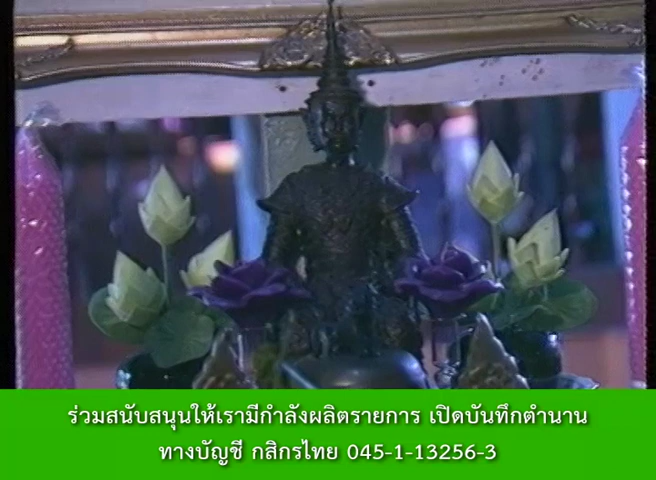 ร่วมสนับสนุนให้เรามีกำลังผลิตรายการ เปิดบันทึกตำนาน
ทางบัญชี กสิกรไทย 045-1-13256-3